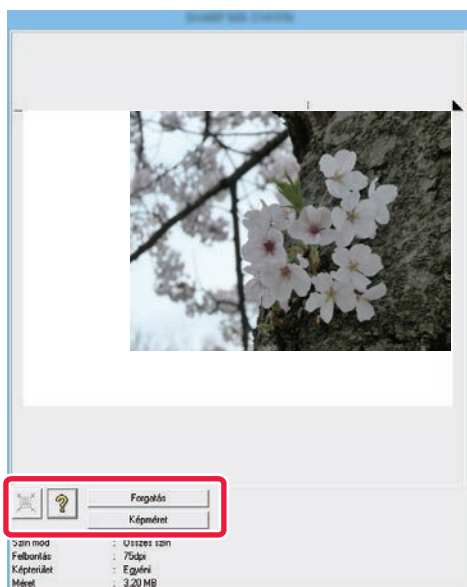 ?
Forgatás
Képméret
Szín mód : Összes szín
Felbontás : 75dpi
Képterület : Egyéni
Méret : 3.20 MB